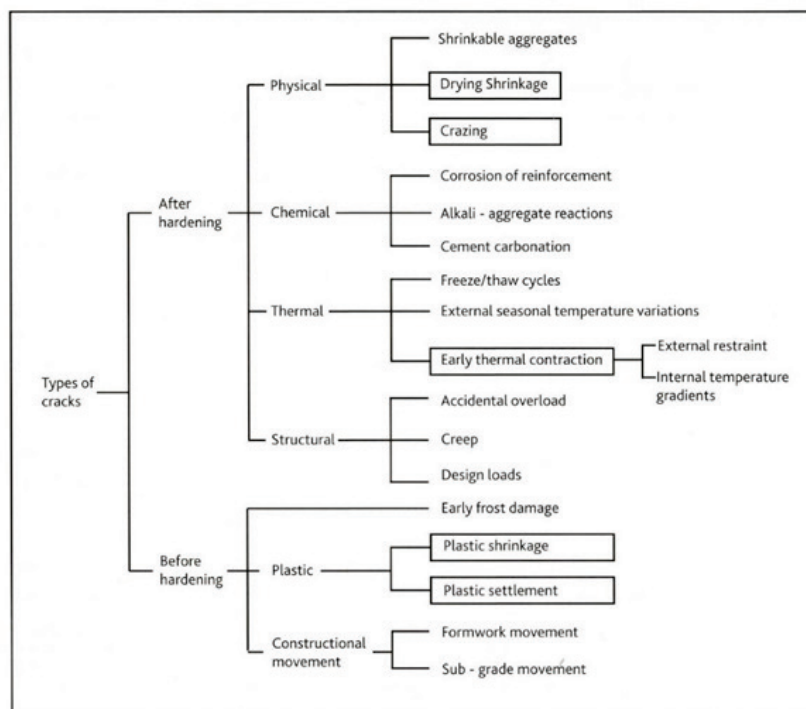 Types of
cracks
After
hardening
Physical
Shrinkable aggregates
Drying Shrinkage
Crazing
Chemical
Corrosion of reinforcement
Alkali - aggregate reactions
Cement carbonation
Thermal
Freeze/thaw cycles
External seasonal temperature variations
Early thermal contraction
External restraint
Internal temperature
gradients
Structural
Accidental overload
Creep
Design loads
Before
hardening
Early frost damage
Plastic
Plastic shrinkage
Plastic settlement
Constructional
movement
Formwork movement
Sub - grade movement